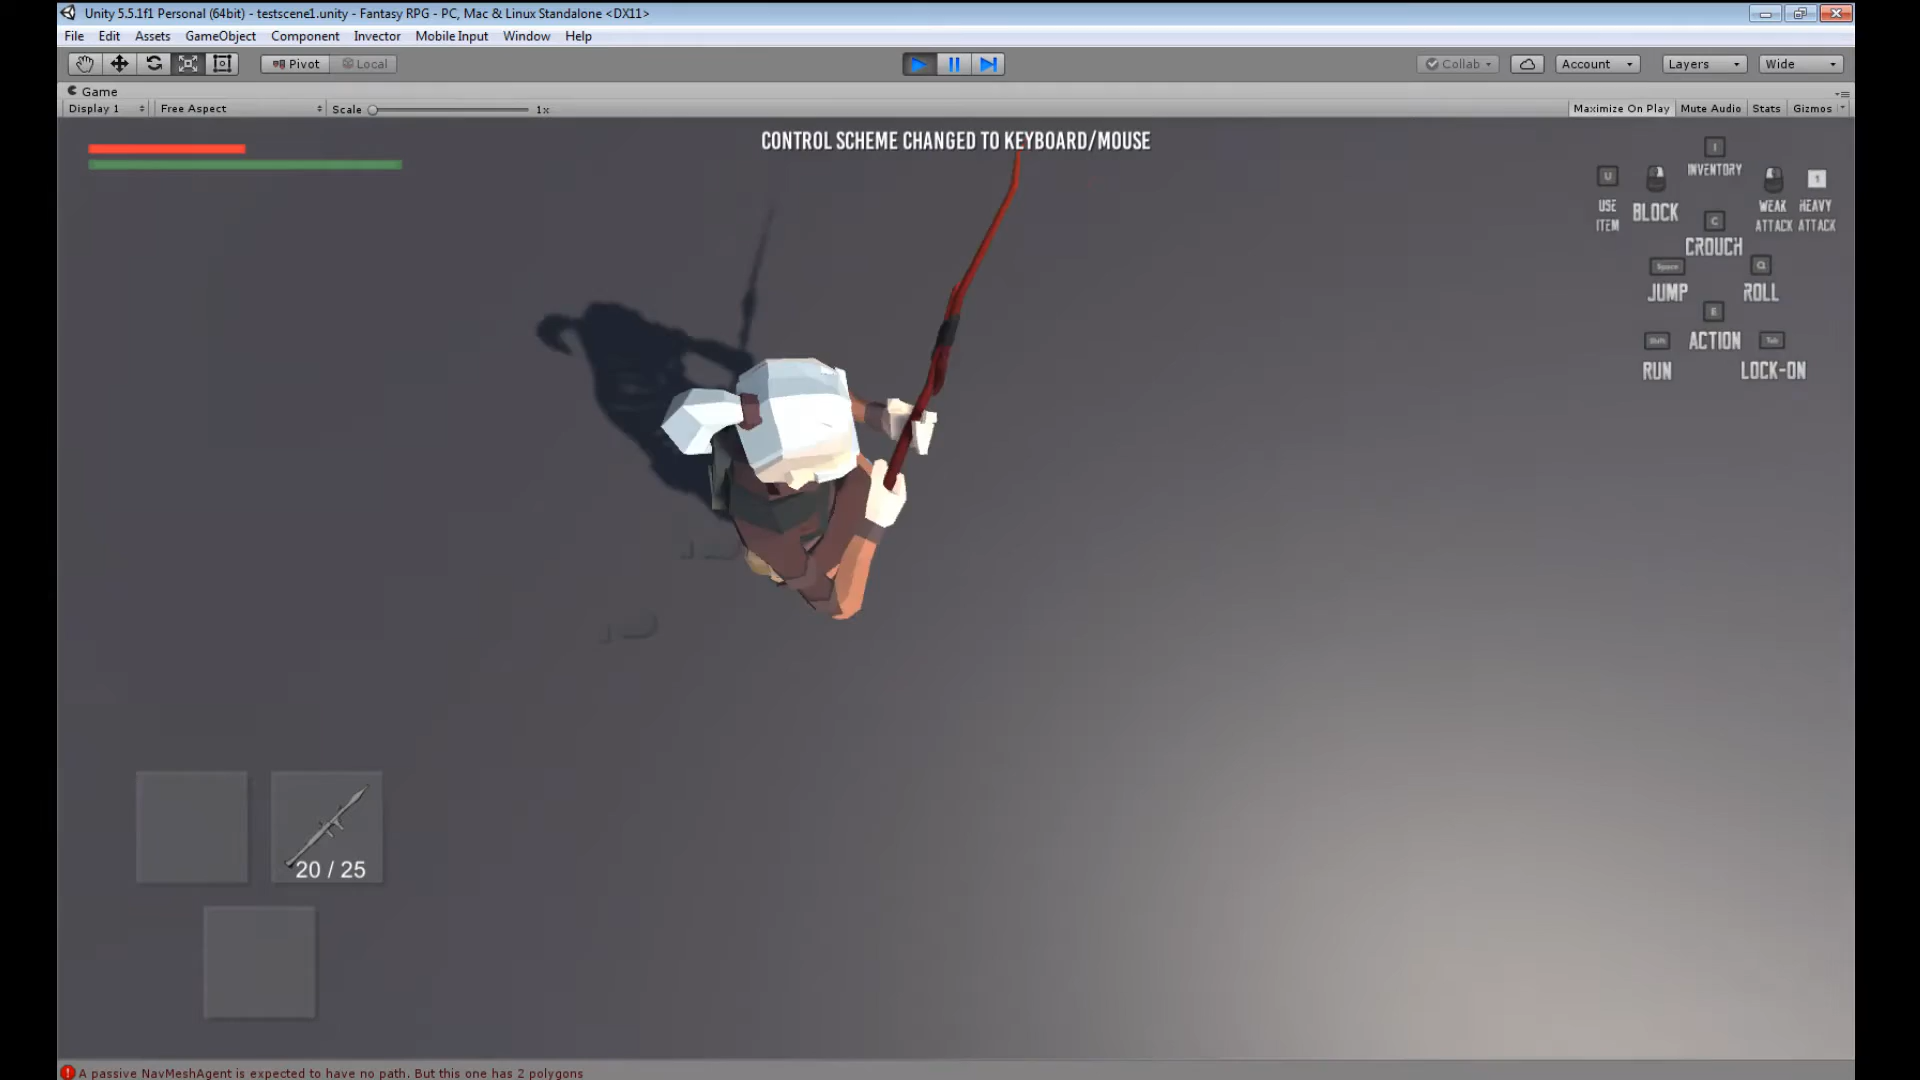 Unity 5.5.1f1 Personal (64bit) - testscene1.unity - Fantasy RPG - PC, Mac & Linux Standalone <DX11>
File Edit Assets GameObject Component Invector Mobile Input Window Help
Pivot Local Collab Account Layers Wide
Game
Display 1 Free Aspect Scale 1x Maximize On Play Mute Audio Stats Gizmos
CONTROL SCHEME CHANGED TO KEYBOARD/MOUSE
I
INVENTORY
U 1
USE ITEM
BLOCK
WEAK ATTACK
HEAVY ATTACK
C
CROUCH
Space Q
JUMP ROLL
E
ACTION
Shift Tab
RUN LOCK-ON
20 / 25
A passive NavMeshAgent is expected to have no path. But this one has 2 polygons